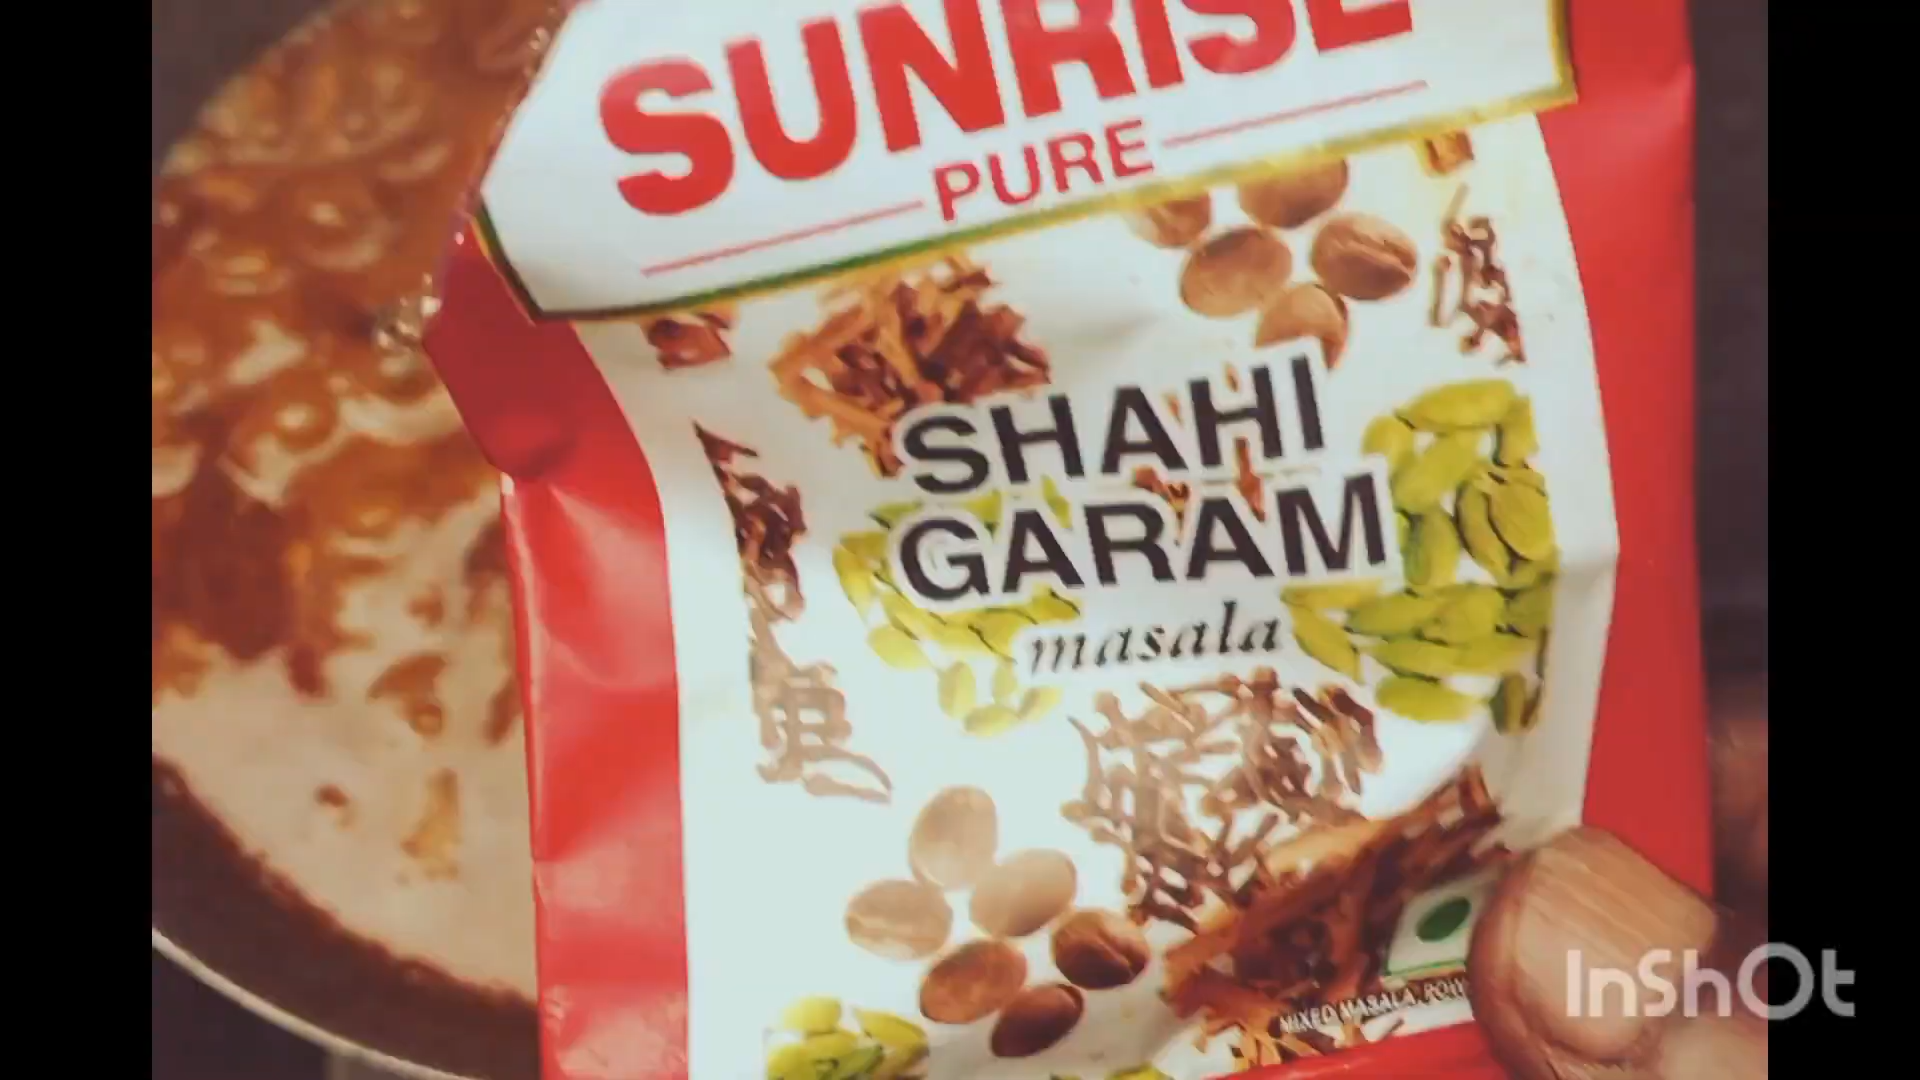 SUNRISE
PURE
SHAHI
GARAM
masala
MIXED MASALA
InShOt